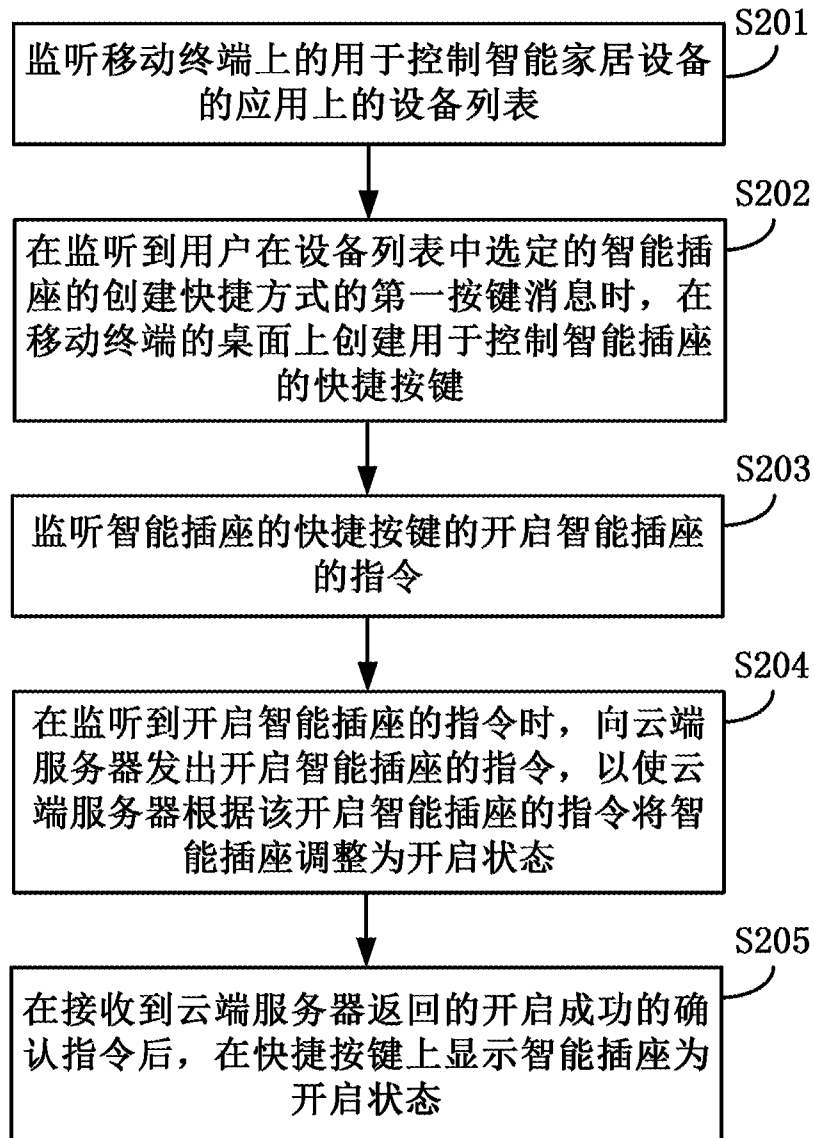 S201
监听移动终端上的用于控制智能家居设备
的应用上的设备列表
S202
在监听到用户在设备列表中选定的智能插
座的创建快捷方式的第一按键消息时，在
移动终端的桌面上创建用于控制智能插座
的快捷按键
S203
监听智能插座的快捷按键的开启智能插座
的指令
S204
在监听到开启智能插座的指令时，向云端
服务器发出开启智能插座的指令，以使云
端服务器根据该开启智能插座的指令将智
能插座调整为开启状态
S205
在接收到云端服务器返回的开启成功的确
认指令后，在快捷按键上显示智能插座为
开启状态